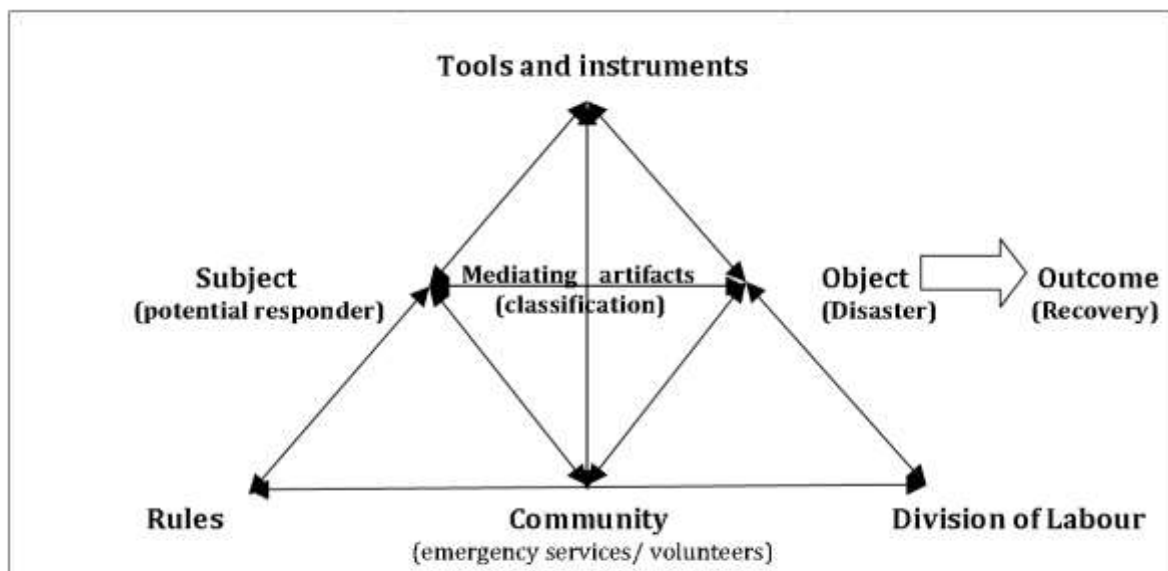 Tools and instruments
Subject
(potential responder)
Mediating artifacts
(classification)
Object
(Disaster)
Outcome
(Recovery)
Rules
Community
(emergency services/ volunteers)
Division of Labour